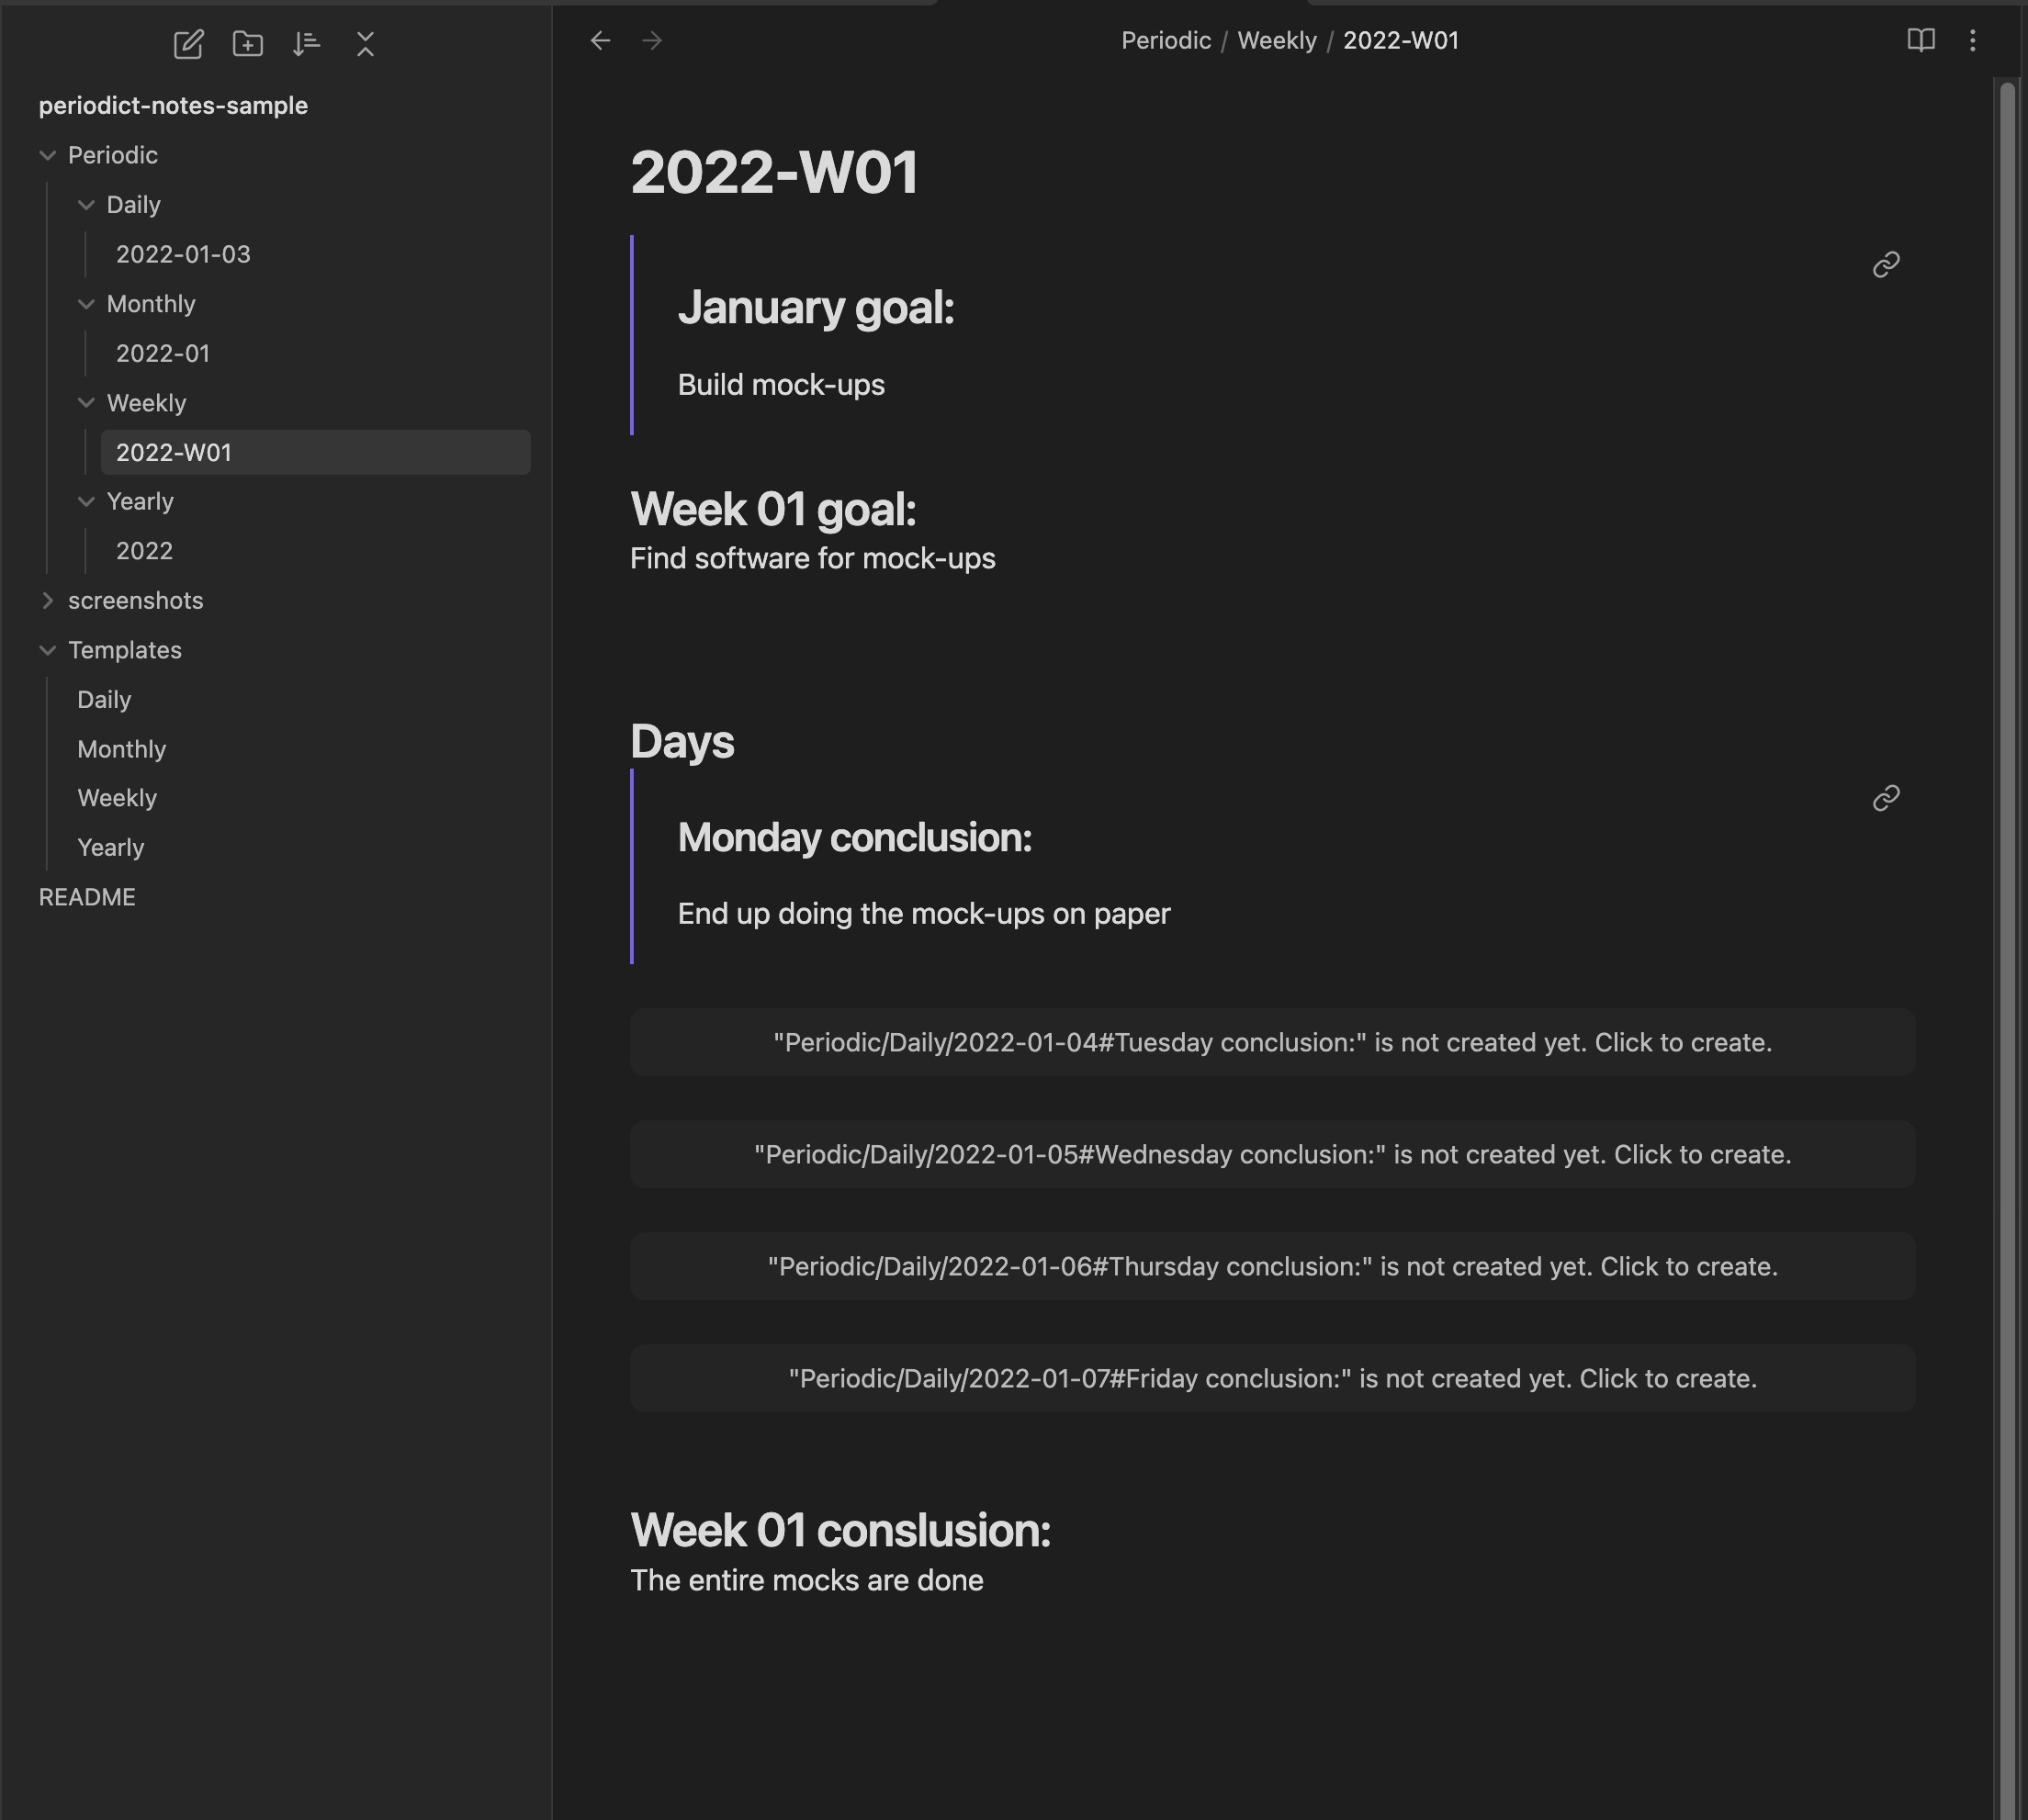 periodict-notes-sample
Periodic
Daily
2022-01-03
Monthly
2022-01
Weekly
2022-W01
Yearly
2022
screenshots
Templates
Daily
Monthly
Weekly
Yearly
README
Periodic / Weekly / 2022-W01
2022-W01
January goal:
Build mock-ups
Week 01 goal:
Find software for mock-ups
Days
Monday conclusion:
End up doing the mock-ups on paper
"Periodic/Daily/2022-01-04#Tuesday conclusion:" is not created yet. Click to create.
"Periodic/Daily/2022-01-05#Wednesday conclusion:" is not created yet. Click to create.
"Periodic/Daily/2022-01-06#Thursday conclusion:" is not created yet. Click to create.
"Periodic/Daily/2022-01-07#Friday conclusion:" is not created yet. Click to create.
Week 01 conslusion:
The entire mocks are done